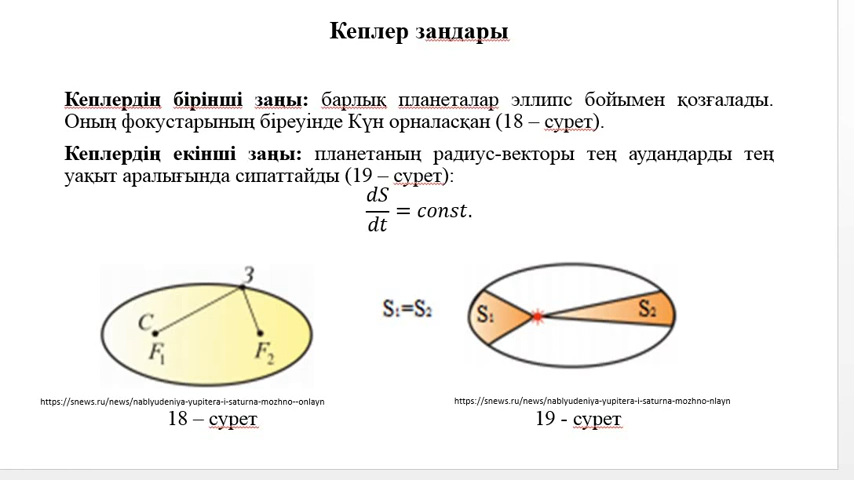 Кеплер заңдары
Кеплердің бірінші заңы: барлық планеталар эллипс бойымен қозғалады.
Оның фокустарының біреуінде Күн орналасқан (18 – сурет).
Кеплердің екінші заңы: планетаның радиус-векторы тең аудандарды тең
уақыт аралығында сипаттайды (19 – сурет):
dS
dt = const.
З
C
F₁
F₂
S₁=S₂
S₁
S₂
https://snews.ru/news/nablyudeniya-yupitera-i-saturna-mozhno--onlayn
https://snews.ru/news/nablyudeniya-yupitera-i-saturna-mozhno-nlayn
18 – сурет
19 - сурет